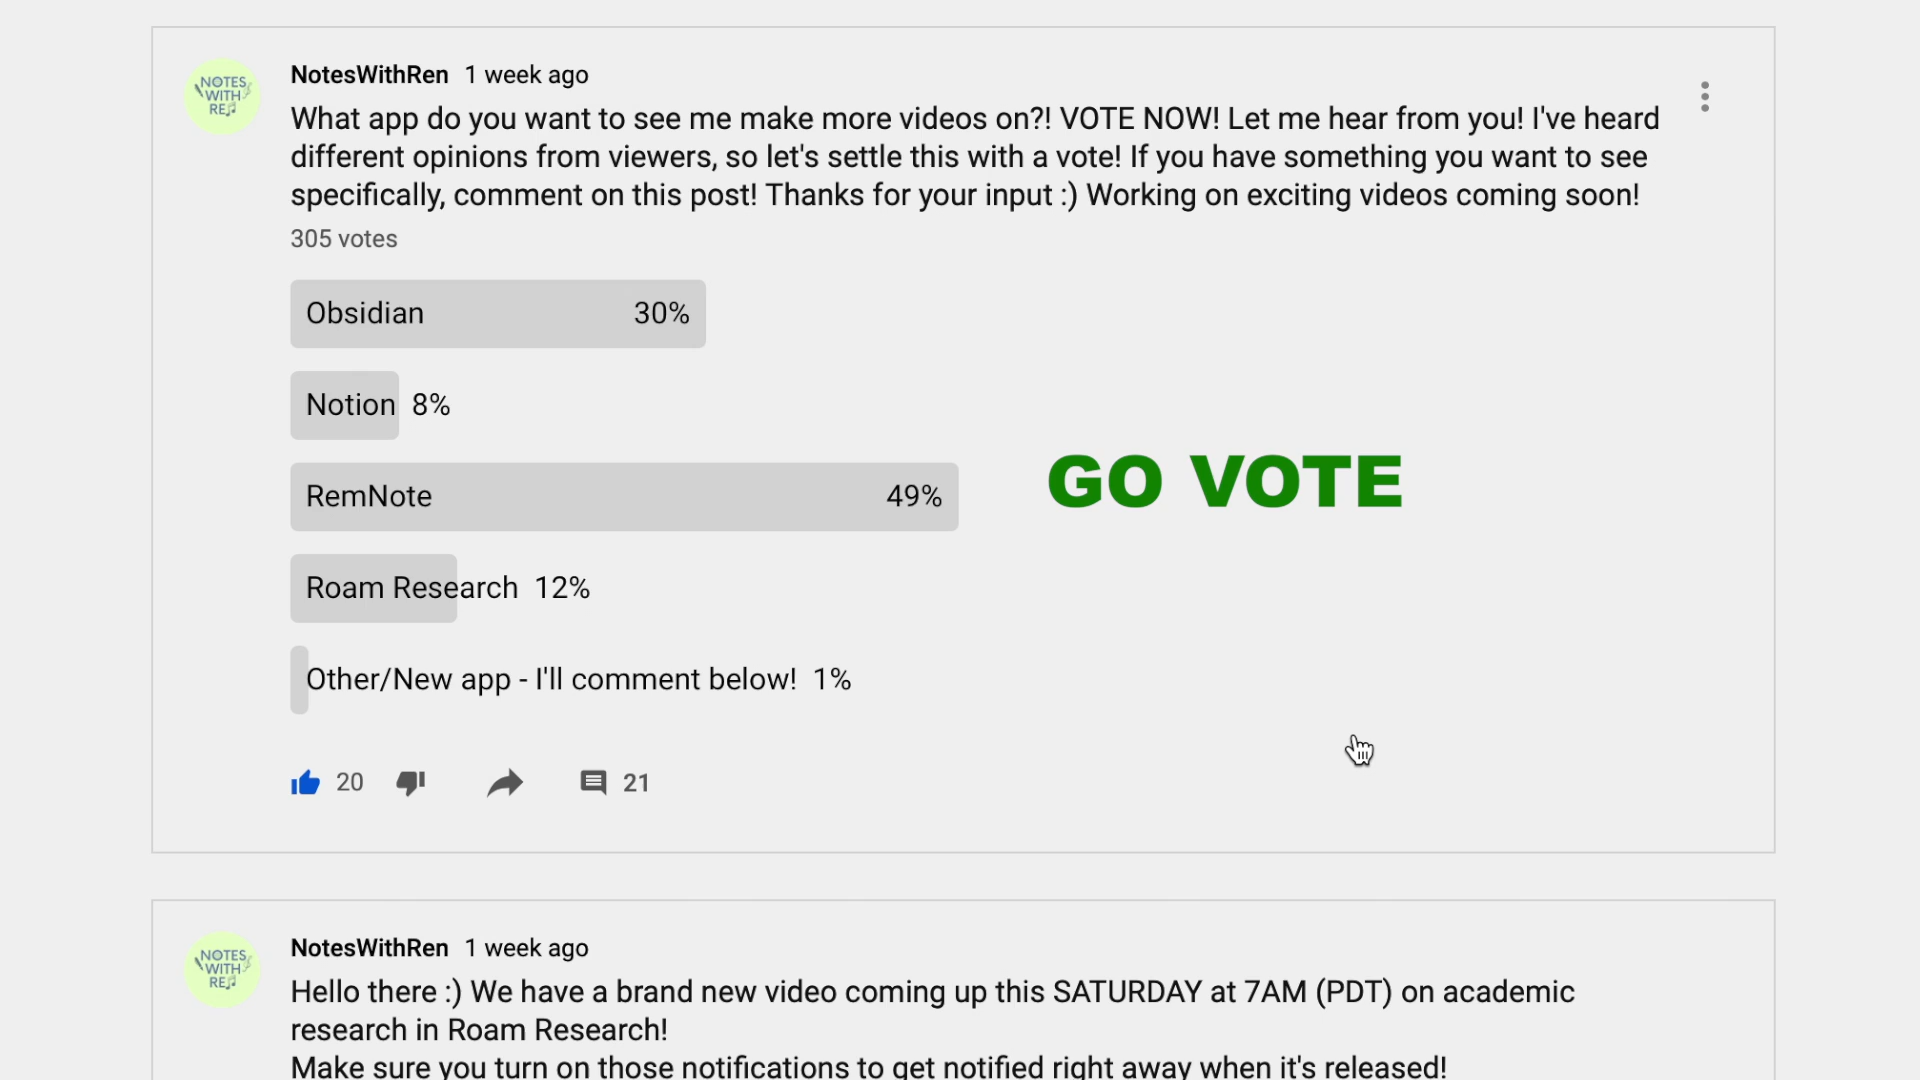 NOTES
WITH
REN
NotesWithRen 1 week ago
What app do you want to see me make more videos on?! VOTE NOW! Let me hear from you! I've heard
different opinions from viewers, so let's settle this with a vote! If you have something you want to see
specifically, comment on this post! Thanks for your input :) Working on exciting videos coming soon!
305 votes
Obsidian 30%
Notion 8%
RemNote 49%
GO VOTE
Roam Research 12%
Other/New app - I'll comment below! 1%
20 21
NOTES
WITH
REN
NotesWithRen 1 week ago
Hello there :) We have a brand new video coming up this SATURDAY at 7AM (PDT) on academic
research in Roam Research!
Make sure you turn on those notifications to get notified right away when it's released!